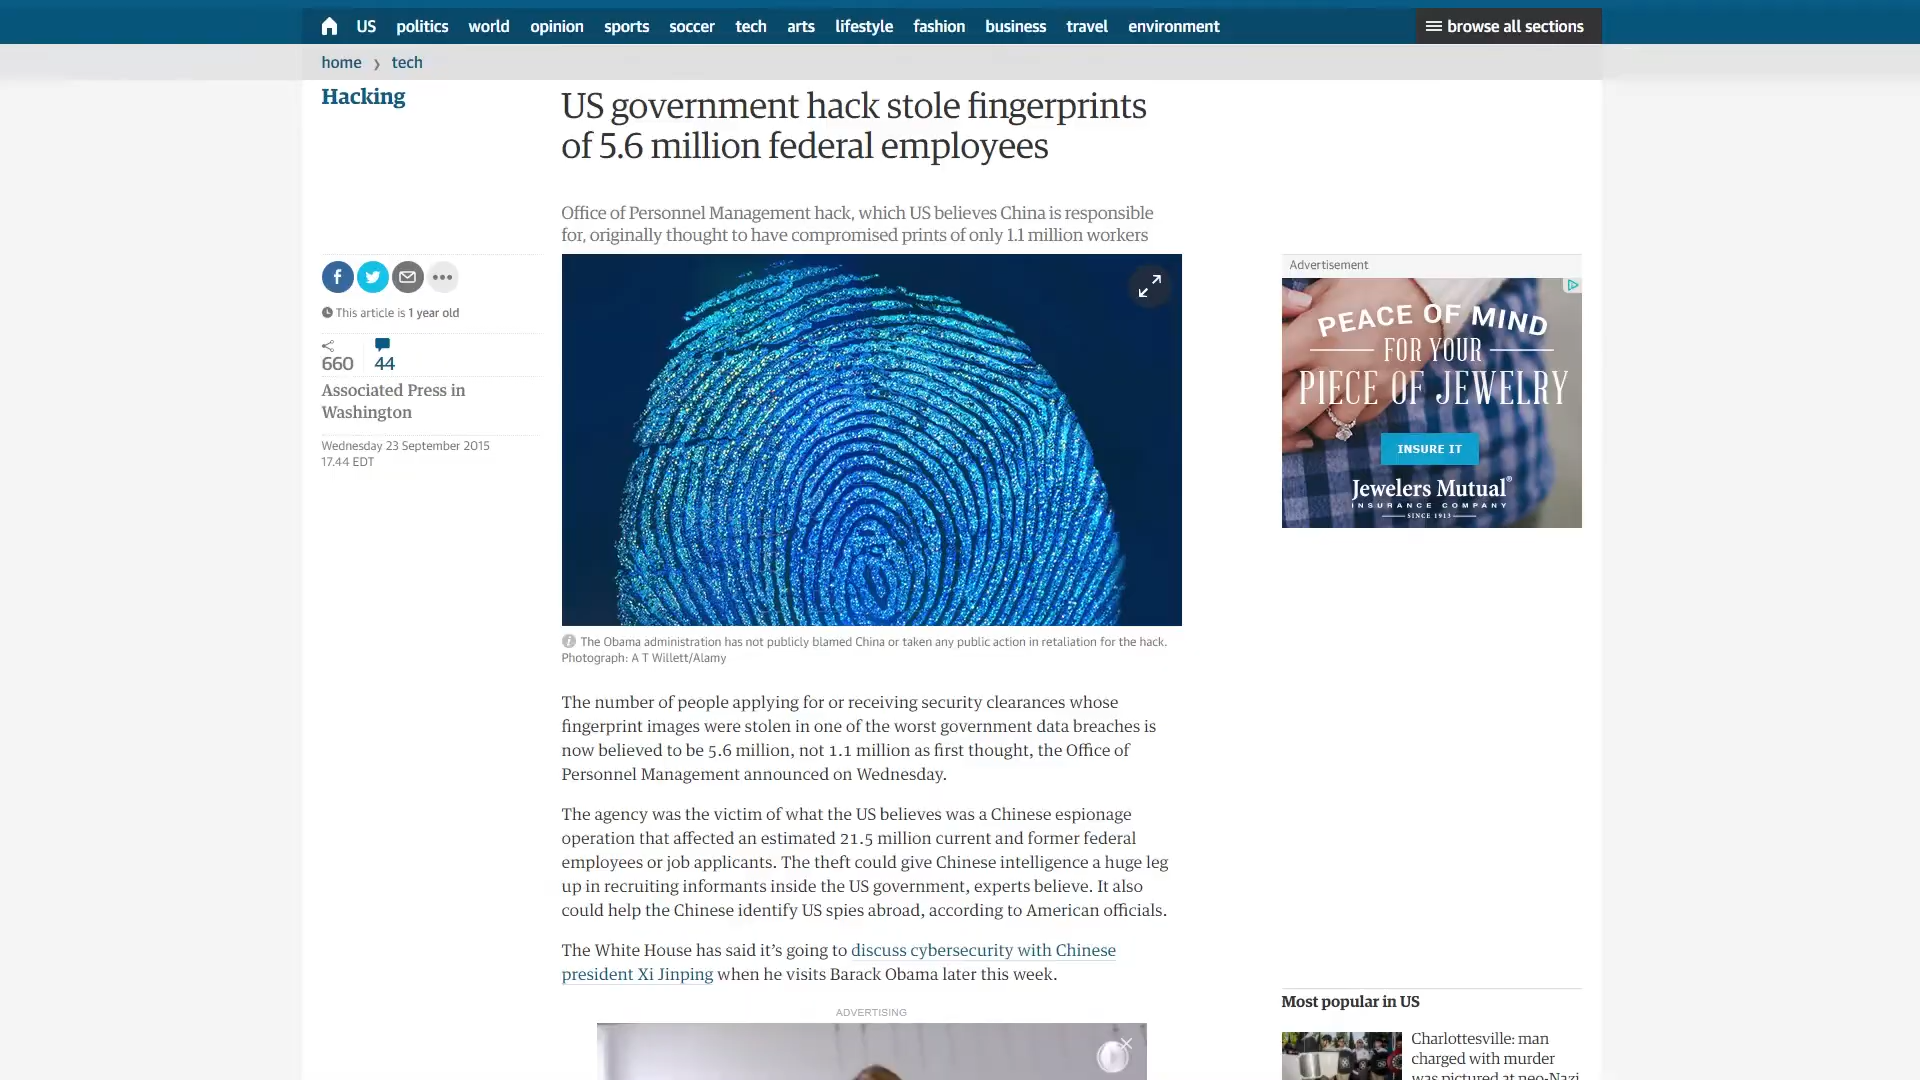 US politics world opinion sports soccer tech arts lifestyle fashion business travel environment browse all sections
home tech
Hacking
US government hack stole fingerprints
of 5.6 million federal employees
Office of Personnel Management hack, which US believes China is responsible
for, originally thought to have compromised prints of only 1.1 million workers
This article is 1 year old
660 44
Associated Press in
Washington
Wednesday 23 September 2015
17.44 EDT
The Obama administration has not publicly blamed China or taken any public action in retaliation for the hack.
Photograph: A T Willett/Alamy
The number of people applying for or receiving security clearances whose
fingerprint images were stolen in one of the worst government data breaches is
now believed to be 5.6 million, not 1.1 million as first thought, the Office of
Personnel Management announced on Wednesday.
The agency was the victim of what the US believes was a Chinese espionage
operation that affected an estimated 21.5 million current and former federal
employees or job applicants. The theft could give Chinese intelligence a huge leg
up in recruiting informants inside the US government, experts believe. It also
could help the Chinese identify US spies abroad, according to American officials.
The White House has said it’s going to discuss cybersecurity with Chinese
president Xi Jinping when he visits Barack Obama later this week.
ADVERTISING
Advertisement
PEACE OF MIND
FOR YOUR
PIECE OF JEWELRY
INSURE IT
Jewelers Mutual®
INSURANCE COMPANY
SINCE 1913
Most popular in US
Charlottesville: man
charged with murder
was pictured at neo-Nazi